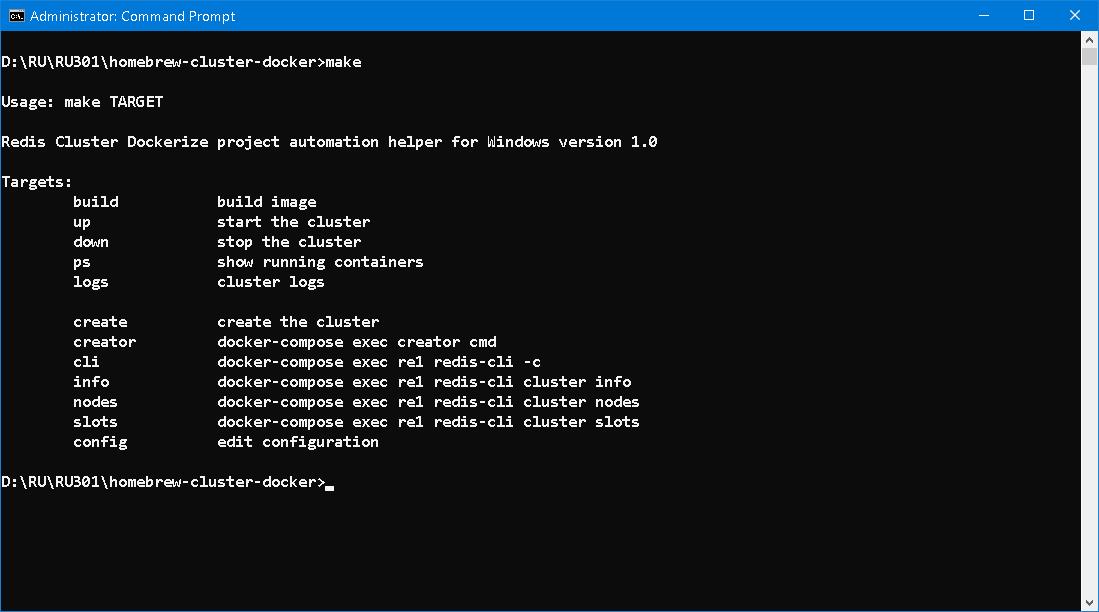 Administrator: Command Prompt
D:\RU\RU301\homebrew-cluster-docker>make
Usage: make TARGET
Redis Cluster Dockerize project automation helper for Windows version 1.0
Targets:
build build image
up start the cluster
down stop the cluster
ps show running containers
logs cluster logs
create create the cluster
creator docker-compose exec creator cmd
cli docker-compose exec re1 redis-cli -c
info docker-compose exec re1 redis-cli cluster info
nodes docker-compose exec re1 redis-cli cluster nodes
slots docker-compose exec re1 redis-cli cluster slots
config edit configuration
D:\RU\RU301\homebrew-cluster-docker>